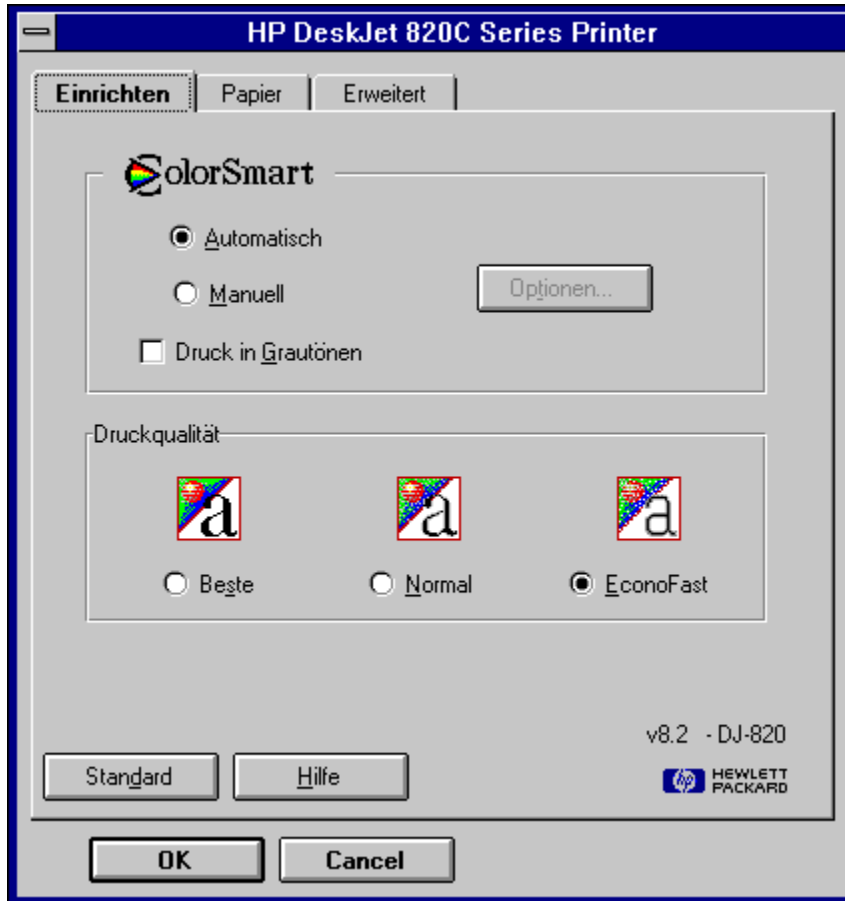 HP DeskJet 820C Series Printer
Einrichten Papier Erweitert
ColorSmart
Automatisch
Manuell
Optionen...
Druck in Grautönen
Druckqualität
a a a
Beste Normal EconoFast
v8.2 - DJ-820
Standard Hilfe
hp HEWLETT
PACKARD
OK Cancel